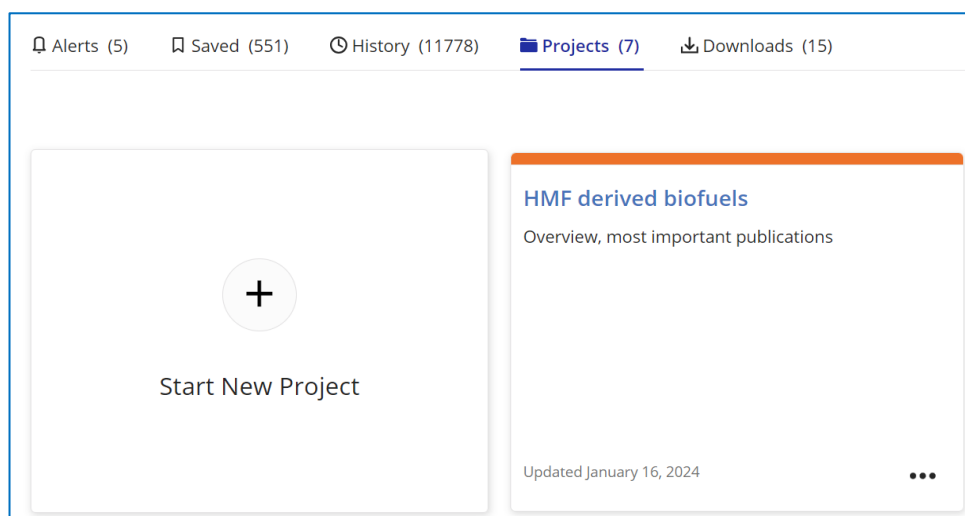 Alerts (5) Saved (551) History (11778) Projects (7) Downloads (15)
Start New Project
HMF derived biofuels
Overview, most important publications
Updated January 16, 2024